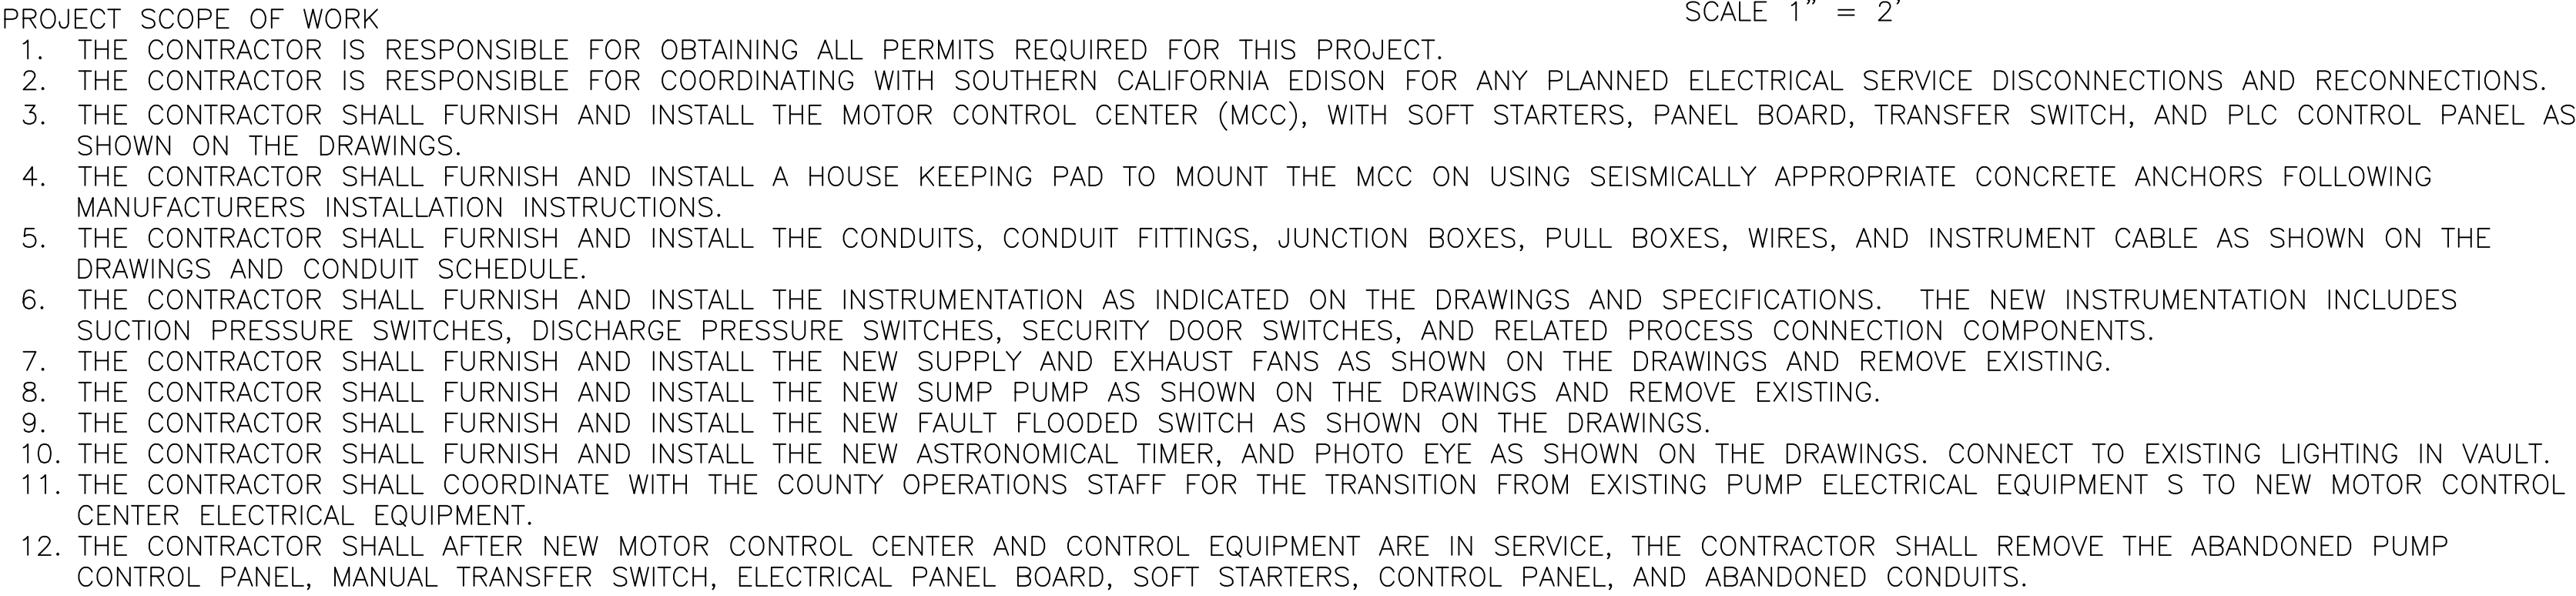 SCALE 1" = 2'
PROJECT SCOPE OF WORK
1. THE CONTRACTOR IS RESPONSIBLE FOR OBTAINING ALL PERMITS REQUIRED FOR THIS PROJECT.
2. THE CONTRACTOR IS RESPONSIBLE FOR COORDINATING WITH SOUTHERN CALIFORNIA EDISON FOR ANY PLANNED ELECTRICAL SERVICE DISCONNECTIONS AND RECONNECTIONS.
3. THE CONTRACTOR SHALL FURNISH AND INSTALL THE MOTOR CONTROL CENTER (MCC), WITH SOFT STARTERS, PANEL BOARD, TRANSFER SWITCH, AND PLC CONTROL PANEL AS
SHOWN ON THE DRAWINGS.
4. THE CONTRACTOR SHALL FURNISH AND INSTALL A HOUSE KEEPING PAD TO MOUNT THE MCC ON USING SEISMICALLY APPROPRIATE CONCRETE ANCHORS FOLLOWING
MANUFACTURERS INSTALLATION INSTRUCTIONS.
5. THE CONTRACTOR SHALL FURNISH AND INSTALL THE CONDUITS, CONDUIT FITTINGS, JUNCTION BOXES, PULL BOXES, WIRES, AND INSTRUMENT CABLE AS SHOWN ON THE
DRAWINGS AND CONDUIT SCHEDULE.
6. THE CONTRACTOR SHALL FURNISH AND INSTALL THE INSTRUMENTATION AS INDICATED ON THE DRAWINGS AND SPECIFICATIONS. THE NEW INSTRUMENTATION INCLUDES
SUCTION PRESSURE SWITCHES, DISCHARGE PRESSURE SWITCHES, SECURITY DOOR SWITCHES, AND RELATED PROCESS CONNECTION COMPONENTS.
7. THE CONTRACTOR SHALL FURNISH AND INSTALL THE NEW SUPPLY AND EXHAUST FANS AS SHOWN ON THE DRAWINGS AND REMOVE EXISTING.
8. THE CONTRACTOR SHALL FURNISH AND INSTALL THE NEW SUMP PUMP AS SHOWN ON THE DRAWINGS AND REMOVE EXISTING.
9. THE CONTRACTOR SHALL FURNISH AND INSTALL THE NEW FAULT FLOODED SWITCH AS SHOWN ON THE DRAWINGS.
10. THE CONTRACTOR SHALL FURNISH AND INSTALL THE NEW ASTRONOMICAL TIMER, AND PHOTO EYE AS SHOWN ON THE DRAWINGS. CONNECT TO EXISTING LIGHTING IN VAULT.
11. THE CONTRACTOR SHALL COORDINATE WITH THE COUNTY OPERATIONS STAFF FOR THE TRANSITION FROM EXISTING PUMP ELECTRICAL EQUIPMENT S TO NEW MOTOR CONTROL
CENTER ELECTRICAL EQUIPMENT.
12. THE CONTRACTOR SHALL AFTER NEW MOTOR CONTROL CENTER AND CONTROL EQUIPMENT ARE IN SERVICE, THE CONTRACTOR SHALL REMOVE THE ABANDONED PUMP
CONTROL PANEL, MANUAL TRANSFER SWITCH, ELECTRICAL PANEL BOARD, SOFT STARTERS, CONTROL PANEL, AND ABANDONED CONDUITS.